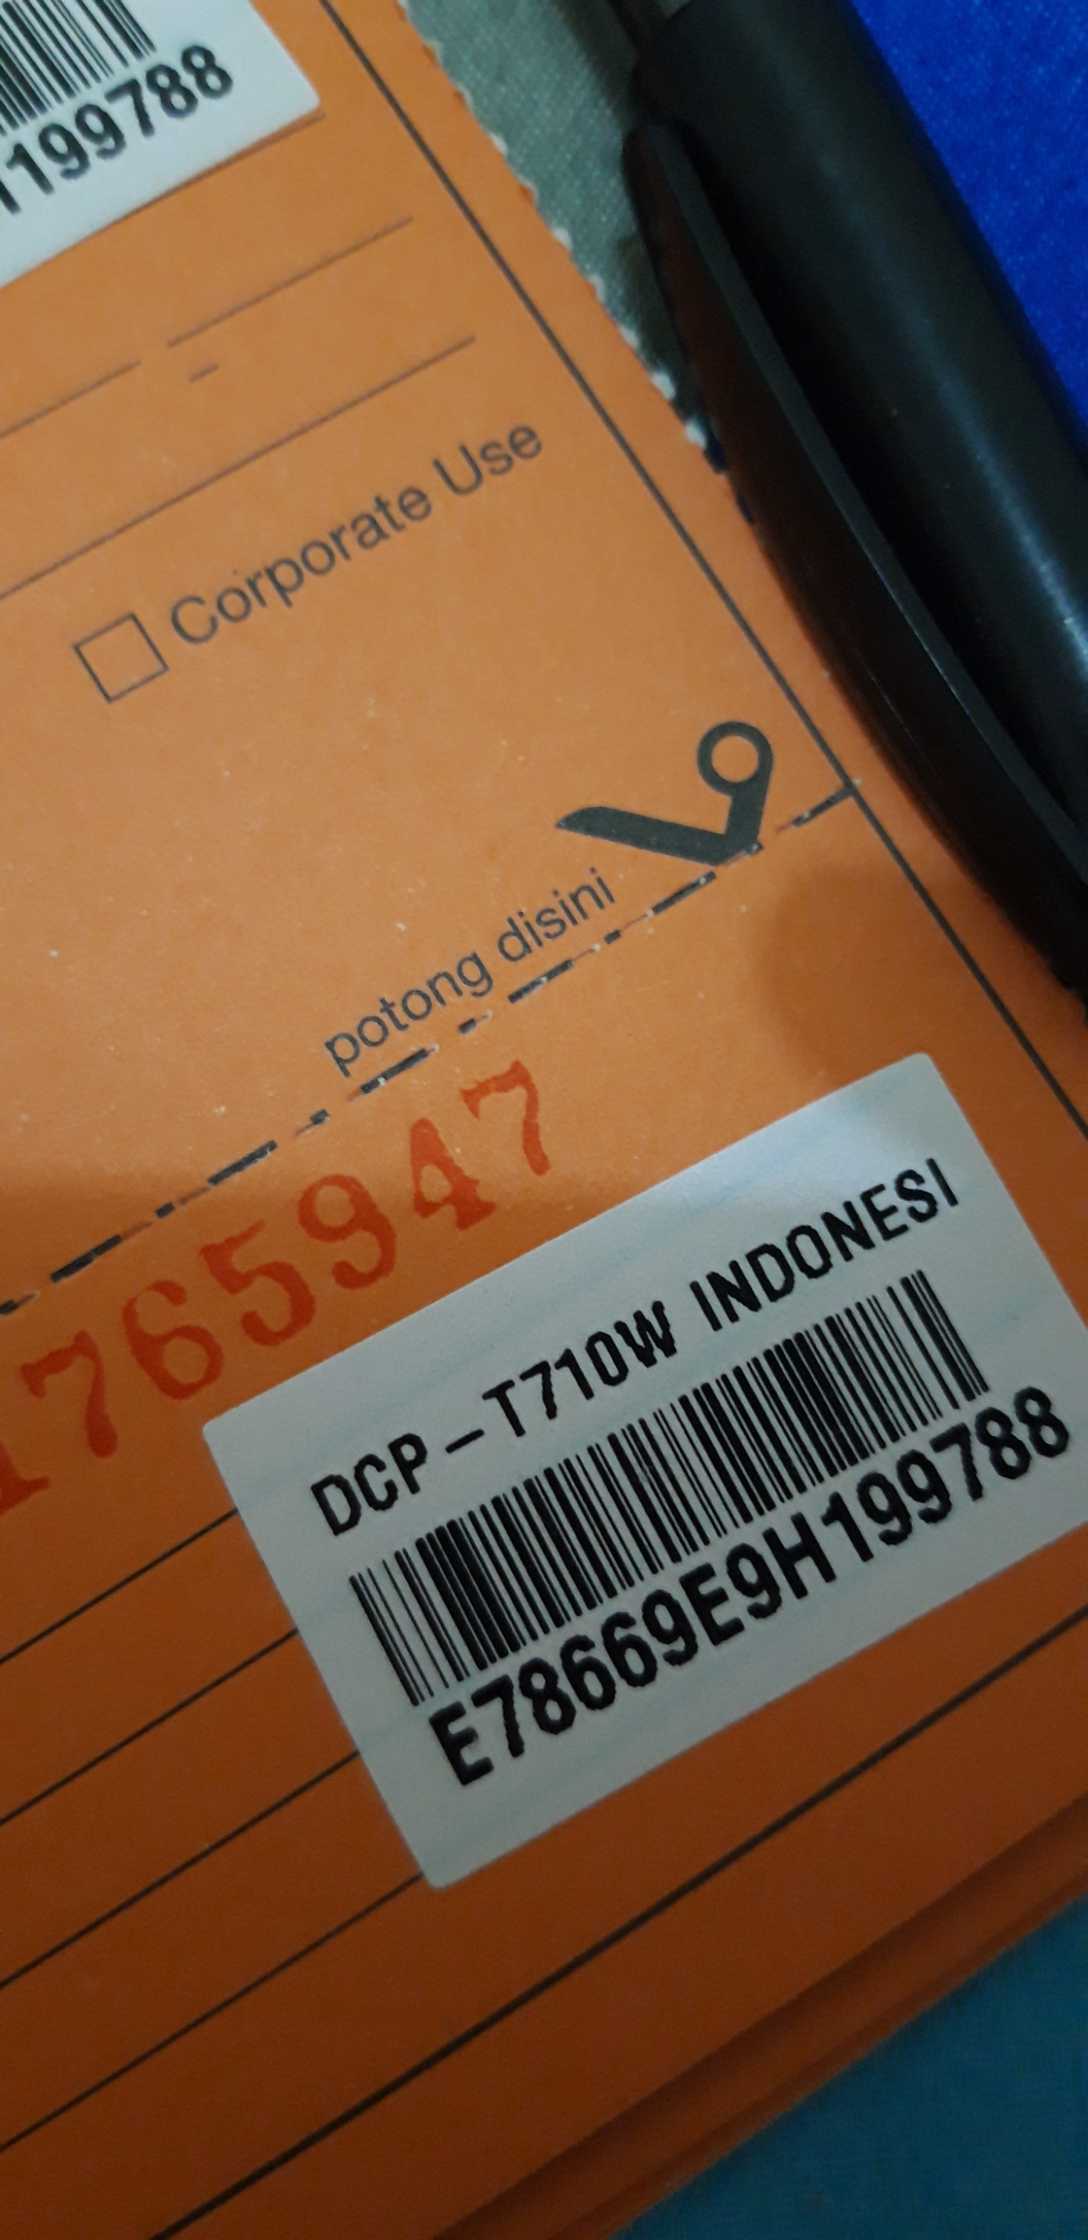 199788
Corporate Use
potong disini
765947
DCP-T710W INDONESI
E78669E9H199788